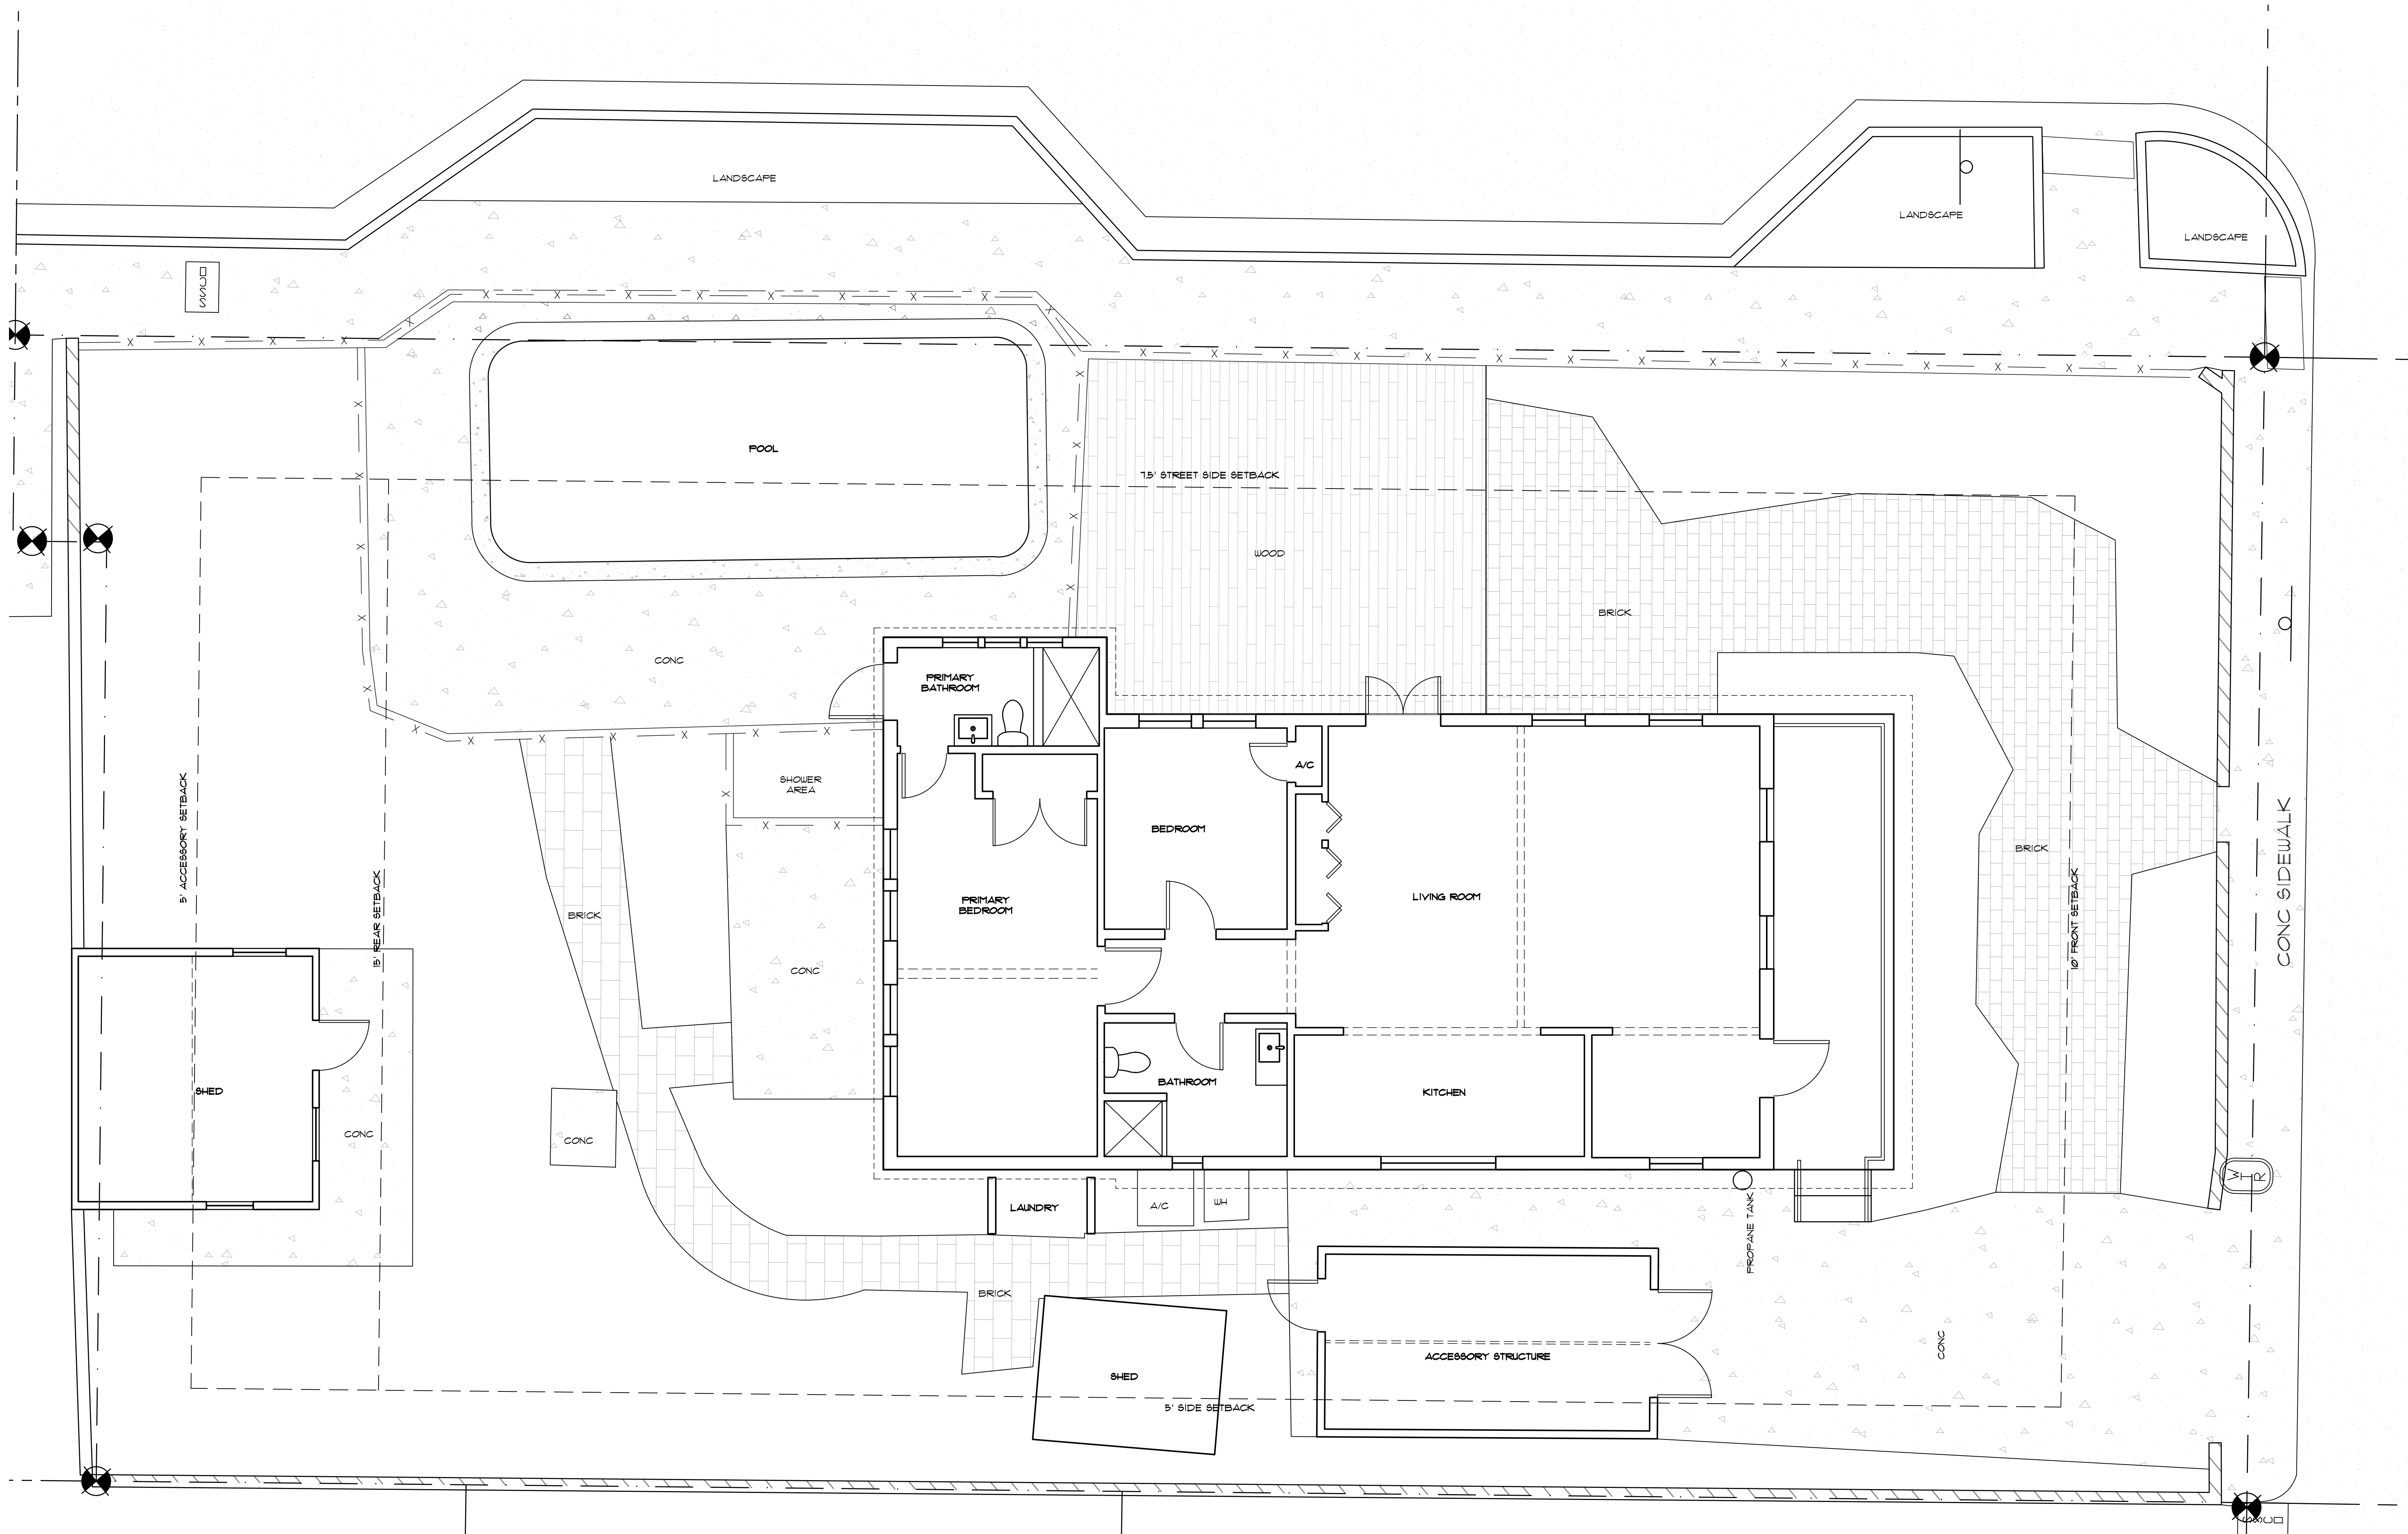 LANDSCAPE
LANDSCAPE
LANDSCAPE
SSCO
POOL
7.5' STREET SIDE SETBACK
WOOD
BRICK
CONC
PRIMARY
BATHROOM
SHOWER
AREA
A/C
BEDROOM
5' ACCESSORY SETBACK
15' REAR SETBACK
BRICK
PRIMARY
BEDROOM
LIVING ROOM
BRICK
10' FRONT SETBACK
CONC SIDEWALK
CONC
SHED
CONC
CONC
BATHROOM
KITCHEN
WTR
LAUNDRY
A/C
WH
PROPANE TANK
BRICK
CONC
ACCESSORY STRUCTURE
SHED
5' SIDE SETBACK